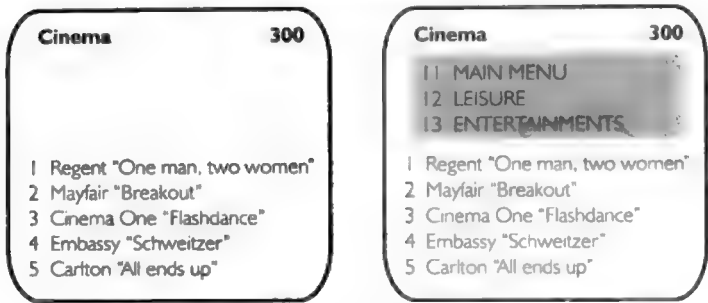 Cinema 300
1 Regent "One man, two women"
2 Mayfair "Breakout"
3 Cinema One "Flashdance"
4 Embassy "Schweitzer"
5 Carlton "All ends up"
Cinema 300
11 MAIN MENU
12 LEISURE
13 ENTERTAINMENTS
1 Regent "One man, two women"
2 Mayfair "Breakout"
3 Cinema One "Flashdance"
4 Embassy "Schweitzer"
5 Carlton "All ends up"